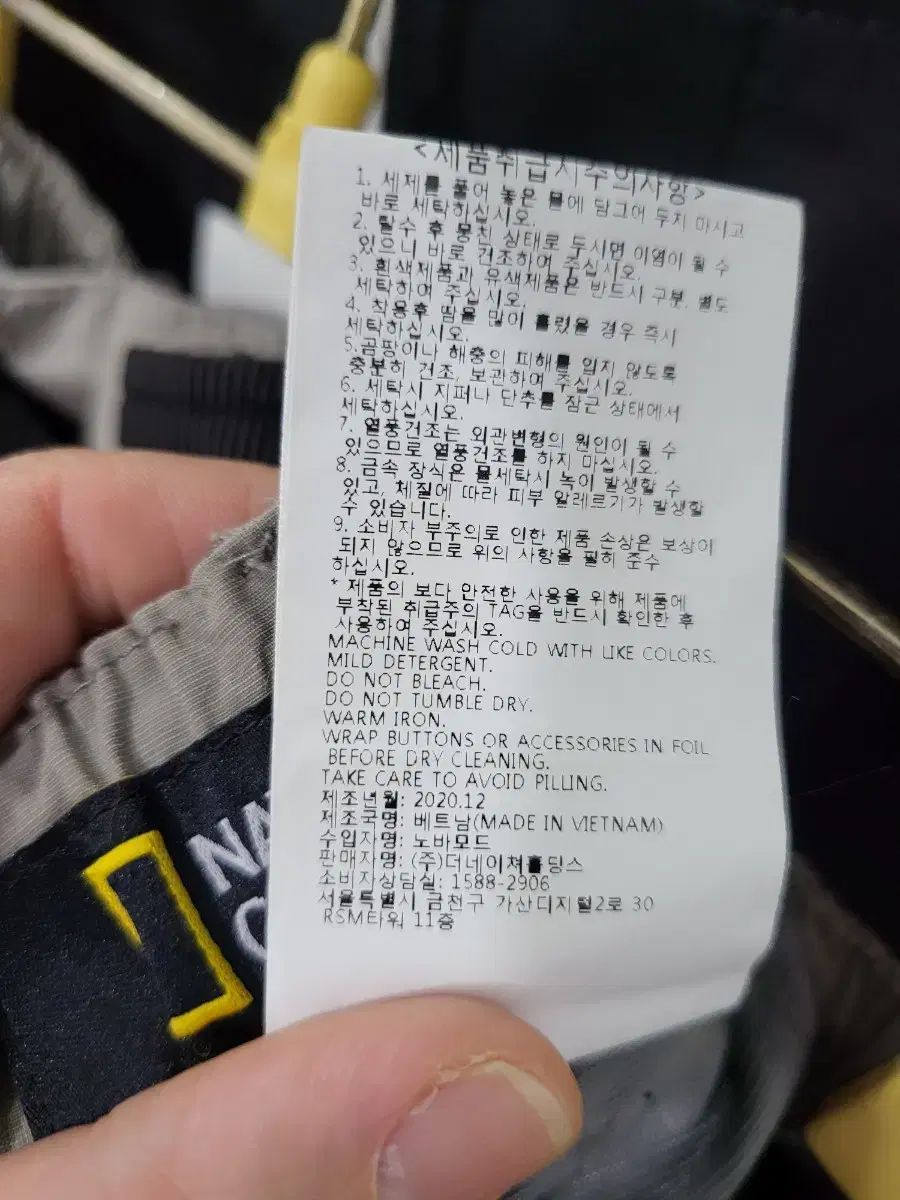 <제품취급시주의사항>
1. 세제를 풀어 놓은 물에 담그어 두지 마시고
바로 세탁하십시오.
2. 탈수 후 뭉친 상태로 두시면 이염이 될 수
있으니 바로 건조하여 주십시오.
3. 흰색제품과 유색제품은 반드시 구분, 별도
세탁하여 주십시오.
4. 착용후 땀을 많이 흘렸을 경우 즉시
세탁하십시오.
5.곰팡이나 해충의 피해를 입지 않도록
충분히 건조, 보관하여 주십시오.
6. 세탁시 지퍼나 단추를 잠근 상태에서
세탁하십시오.
7. 열풍건조는 외관변형의 원인이 될 수
있으므로 열풍건조를 하지 마십시오.
8. 금속 장식은 물세탁시 녹이 발생할 수
있고, 체질에 따라 피부 알레르기가 발생할
수 있습니다.
9. 소비자 부주의로 인한 제품 손상은 보상이
되지 않으므로 위의 사항을 필히 준수
하십시오.
* 제품의 보다 안전한 사용을 위해 제품에
부착된 취급주의 TAG을 반드시 확인한 후
사용하여 주십시오.
MACHINE WASH COLD WITH LIKE COLORS.
MILD DETERGENT.
DO NOT BLEACH.
DO NOT TUMBLE DRY.
WARM IRON.
WRAP BUTTONS OR ACCESSORIES IN FOIL
BEFORE DRY CLEANING.
TAKE CARE TO AVOID PILLING.
제조년월: 2020.12
제조국명: 베트남(MADE IN VIETNAM)
수입자명: 노바모드
판매자명: (주)더네이쳐홀딩스
소비자상담실: 1588-2906
서울특별시 금천구 가산디지털2로 30
RSM타워 11층